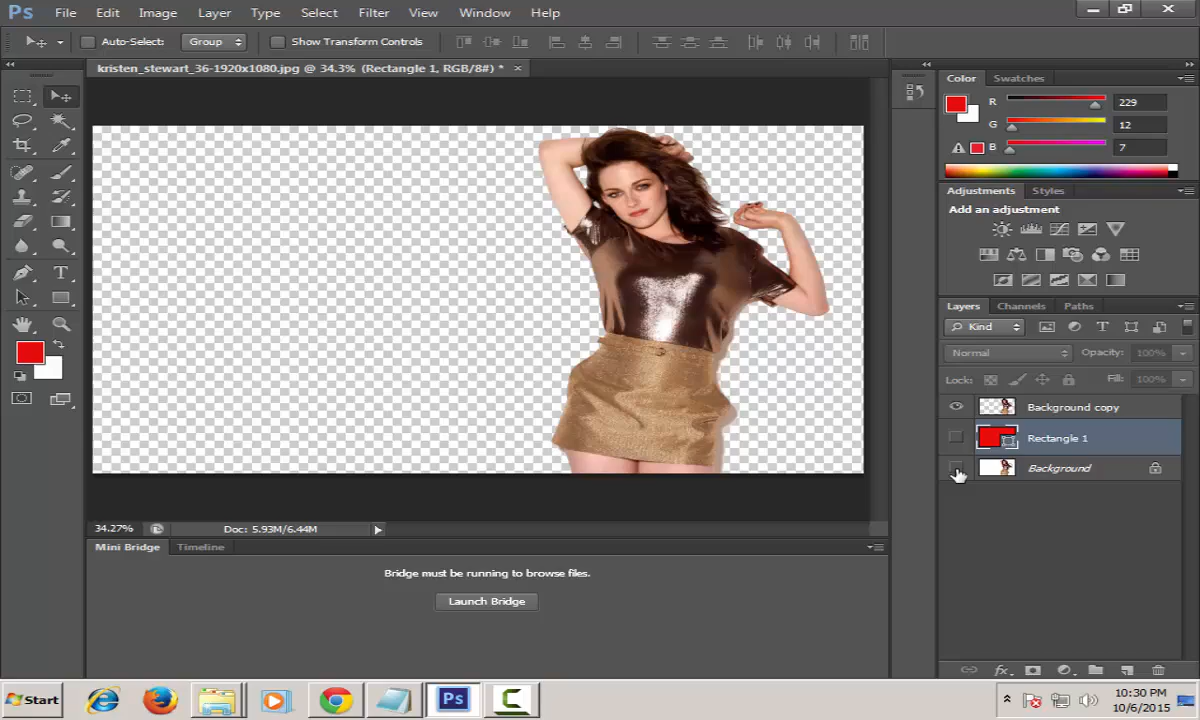 Ps File Edit Image Layer Type Select Filter View Window Help
Auto-Select: Group Show Transform Controls
kristen_stewart_36-1920x1080.jpg @ 34.3% (Rectangle 1, RGB/8#) * ×
Color Swatches
R 229
G 12
B 7
Adjustments Styles
Add an adjustment
Layers Channels Paths
Kind T
Normal Opacity: 100%
Lock: Fill: 100%
Background copy
Rectangle 1
Background
T
34.27% Doc: 5.93M/6.44M
Mini Bridge Timeline
Bridge must be running to browse files.
Launch Bridge
fx
Start Ps 10:30 PM
10/6/2015